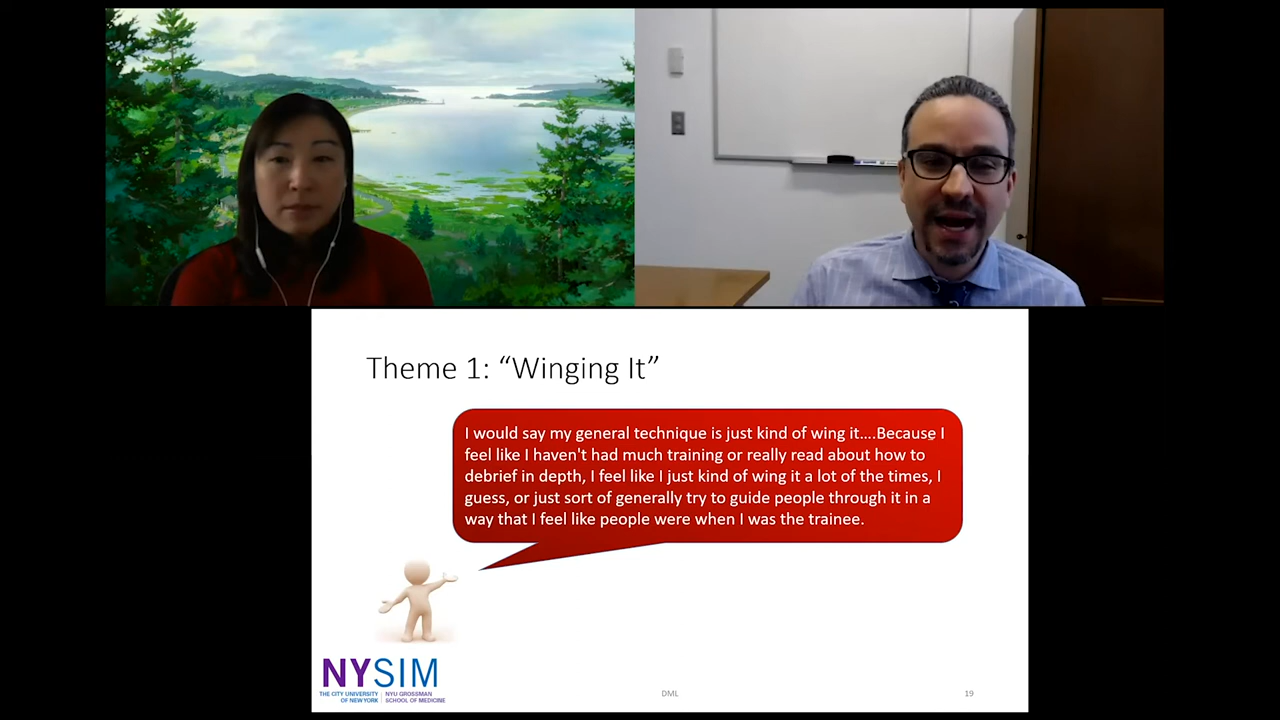 Theme 1: “Winging It”
I would say my general technique is just kind of wing it....Because I
feel like I haven't had much training or really read about how to
debrief in depth, I feel like I just kind of wing it a lot of the times, I
guess, or just sort of generally try to guide people through it in a
way that I feel like people were when I was the trainee.
NYSIM
THE CITY UNIVERSITY
OF NEW YORK
NYU GROSSMAN
SCHOOL OF MEDICINE
DML
19